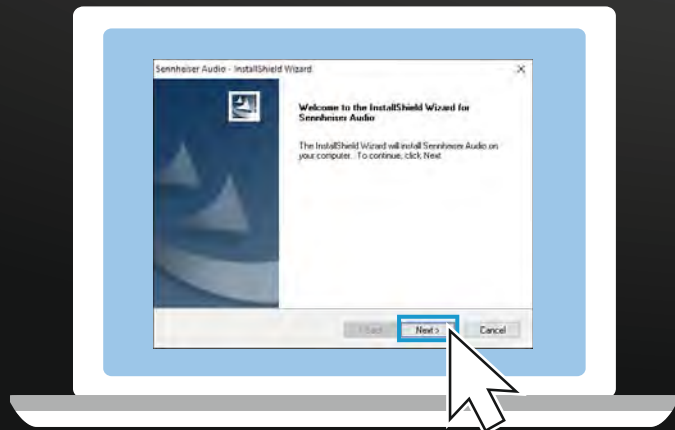 Sennheiser Audio - InstallShield Wizard
Welcome to the InstallShield Wizard for
Sennheiser Audio
The InstallShield Wizard will install Sennheiser Audio on
your computer. To continue, click Next
< Back
Next >
Cancel